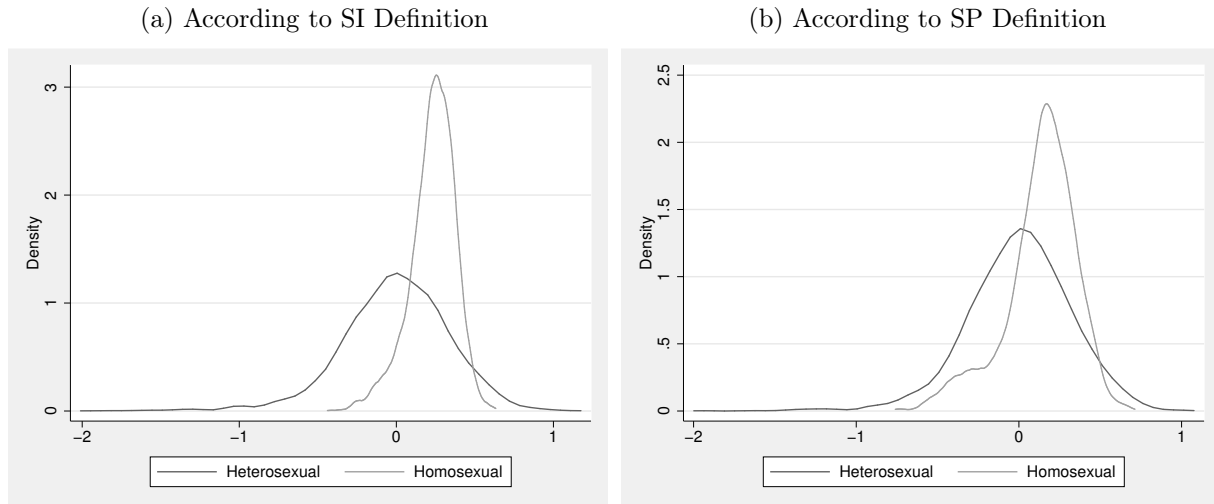 (a) According to SI Definition
3
2
1
0
Density
−2
−1
0
1
Heterosexual
Homosexual
(b) According to SP Definition
2.5
2
1.5
1
.5
0
Density
−2
−1
0
1
Heterosexual
Homosexual